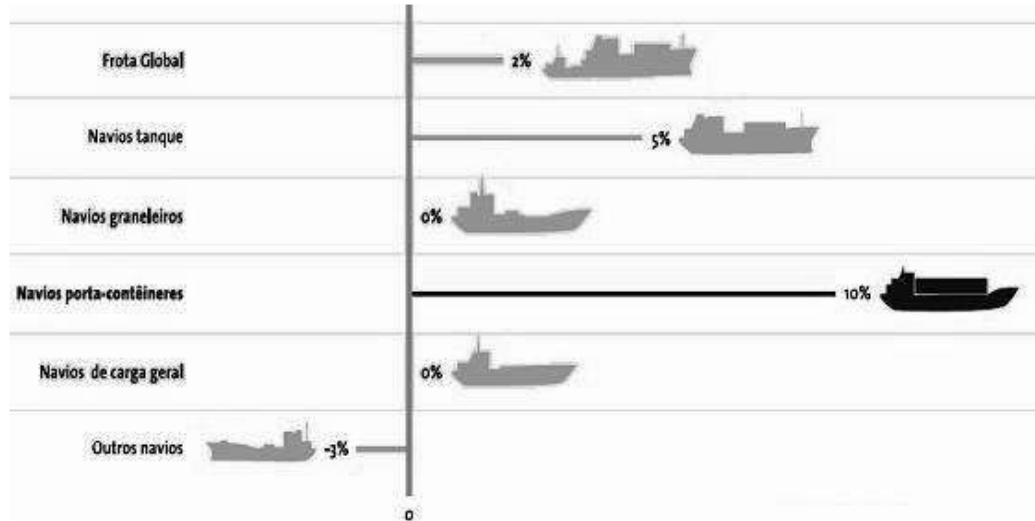 Frota Global
2%
Navios tanque
5%
Navios graneleiros
0%
Navios porta-contêineres
10%
Navios de carga geral
0%
Outros navios
-3%
0